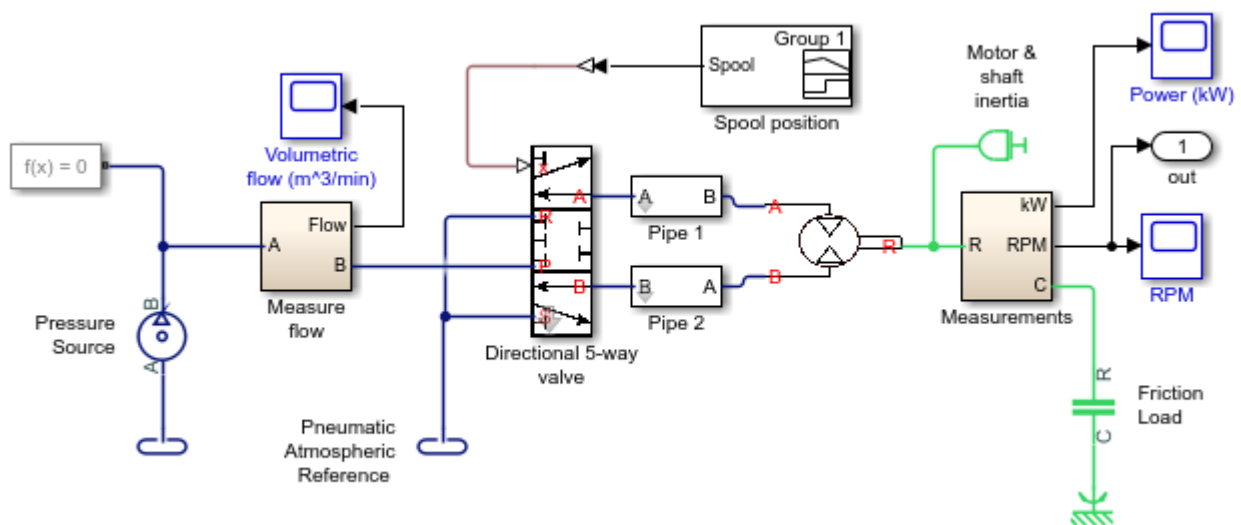 Group 1
Spool
Spool position
Motor &
shaft
inertia
Power (kW)
f(x) = 0
Volumetric
flow (m^3/min)
1
out
X
A
A
B
Pipe 1
A
R
kW
RPM
R
C
Measurements
RPM
A
Flow
B
Measure
flow
R
P
B
S
B
A
Pipe 2
B
Directional 5-way
valve
Pressure
Source
B
A
Pneumatic
Atmospheric
Reference
R
C
Friction
Load